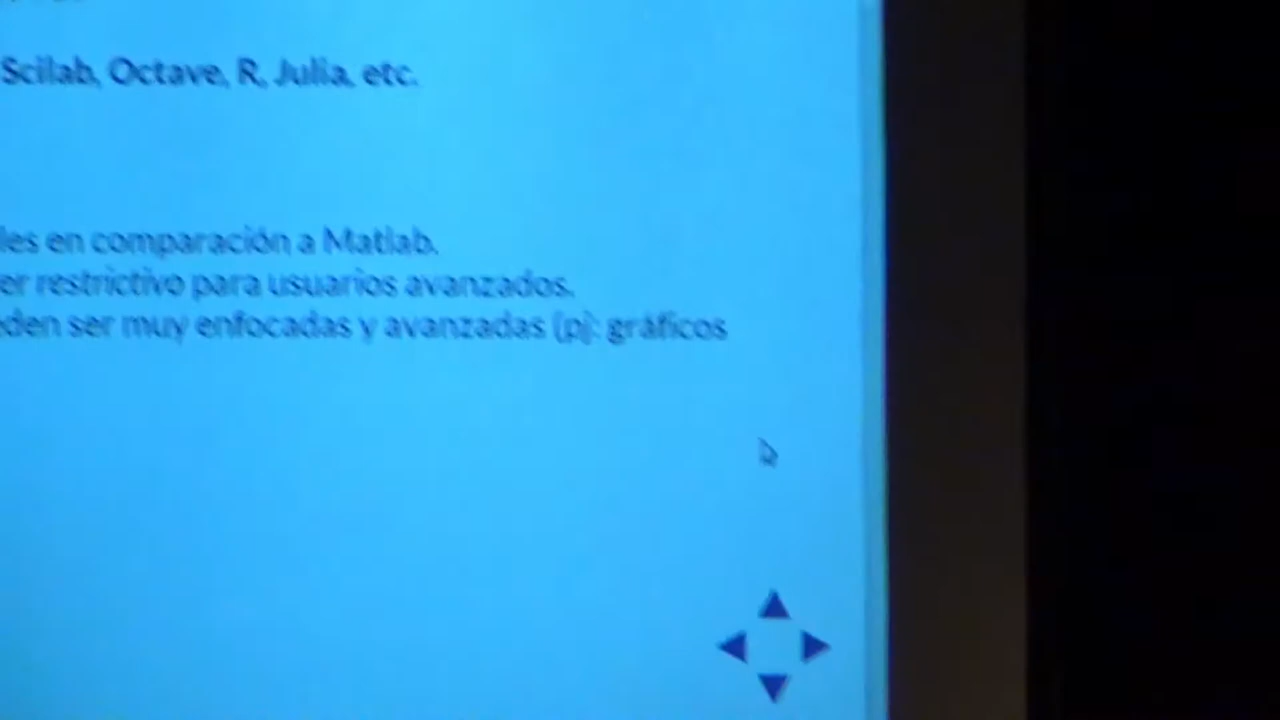 Scilab, Octave, R, Julia, etc.
les en comparación a Matlab.
er restrictivo para usuarios avanzados.
eden ser muy enfocadas y avanzadas (pj: gráficos